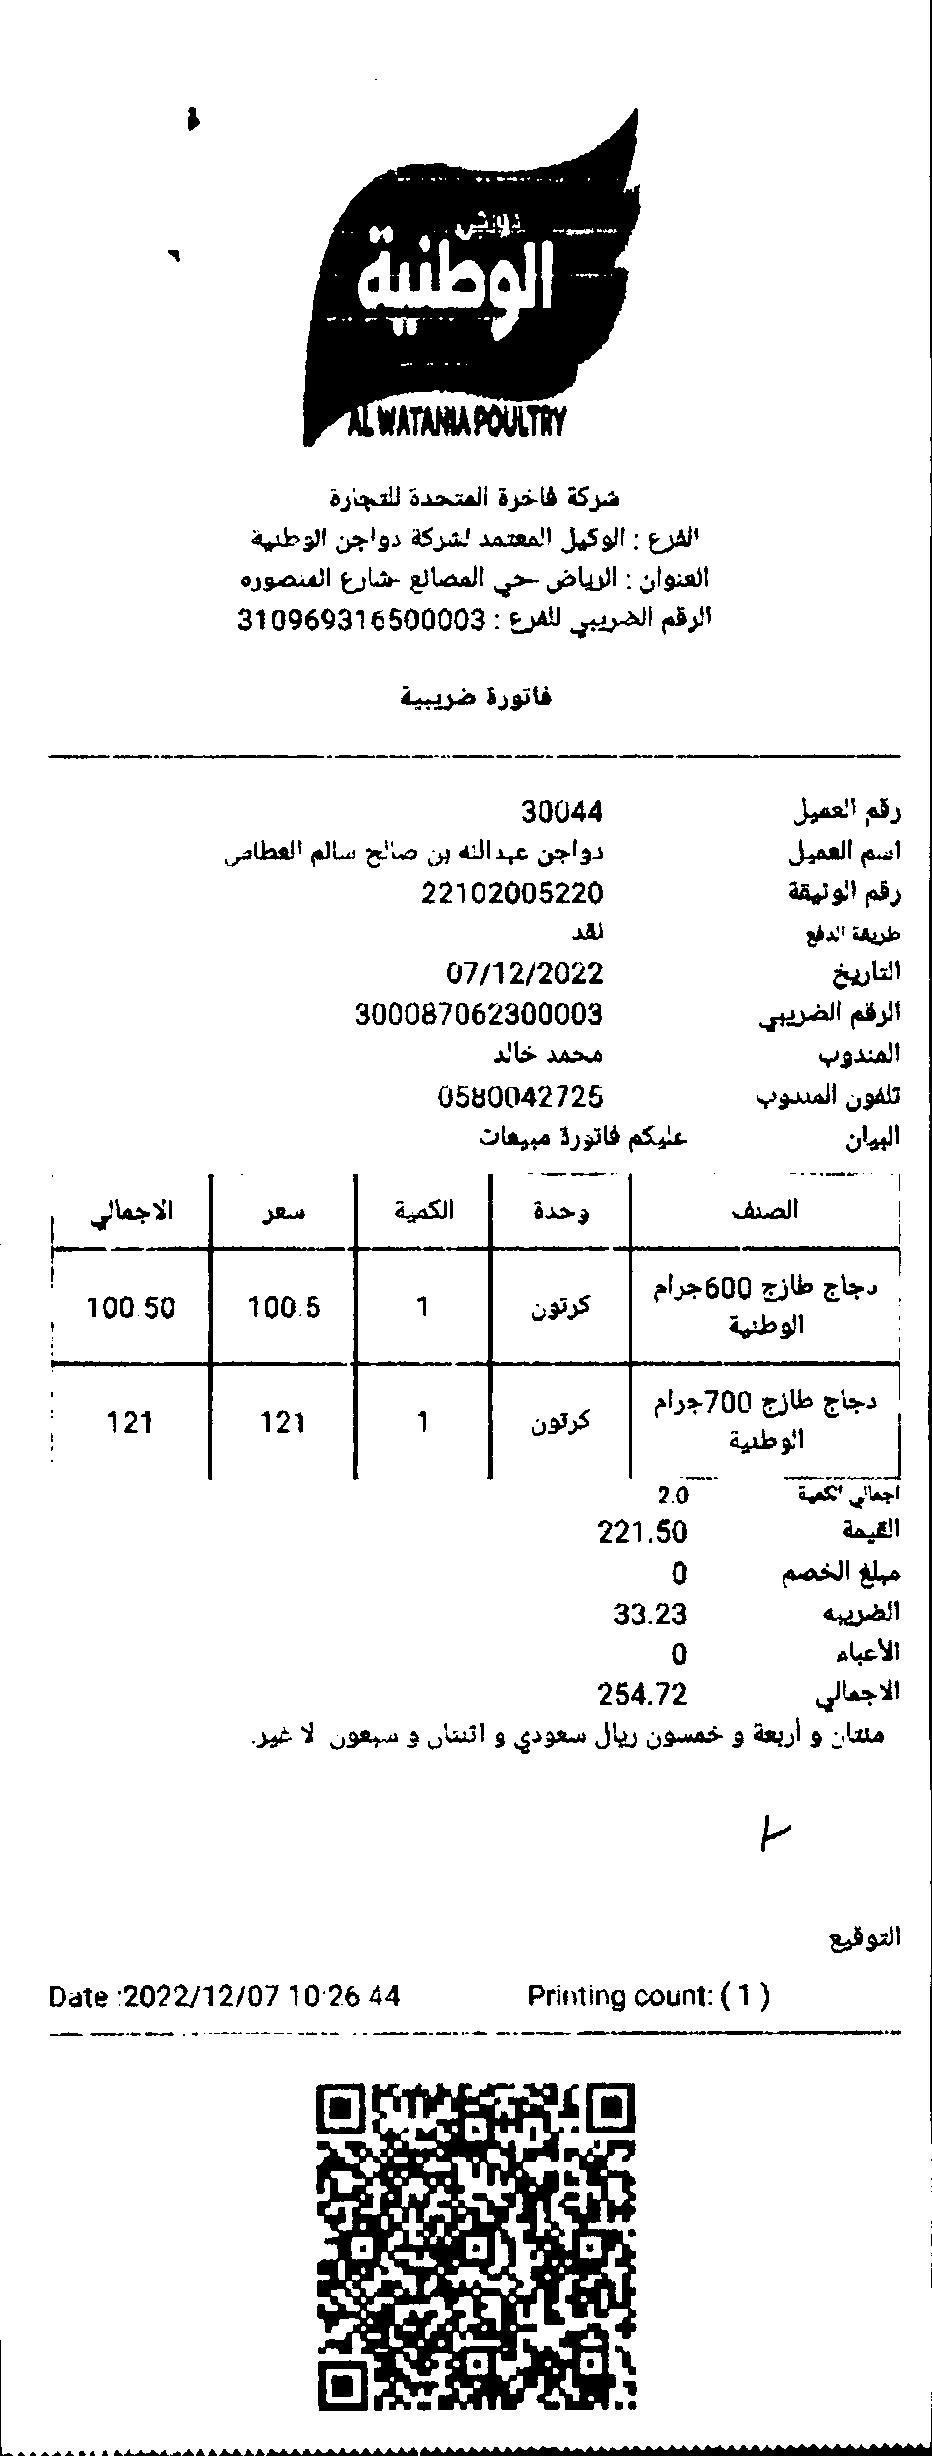 دواجن
الوطنية
AL WATANIA POULTRY
شركة فاخرة المتحدة للتجارة
الفرع : الوكيل المعتمد لشركة دواجن الوطنية
العنوان : الرياض -حي المصانع -شارع المنصوره
الرقم الضريبي للفرع : 310969316500003
فاتورة ضريبية
رقم العميل 30044
اسم العميل دواجن عبدالله بن صالح سالم العطاص
رقم الوثيقة 22102005220
طريقة الدفع نقد
التاريخ 07/12/2022
الرقم الضريبي 300087062300003
المندوب محمد خالد
تلفون المندوب 0580042725
البيان عليكم فاتورة مبيعات
الصنف وحدة الكمية سعر الاجمالي
دجاج طازج 600جرام الوطنية كرتون 1 100.5 100.50
دجاج طازج 700جرام الوطنية كرتون 1 121 121
اجمالي الكمية 2.0
القيمة 221.50
مبلغ الخصم 0
الضريبه 33.23
الأعباء 0
الاجمالي 254.72
مئتان و أربعة و خمسون ريال سعودي و اثنتان و سبعون لا غير.
التوقيع
Date :2022/12/07 10:26:44 Printing count: ( 1 )